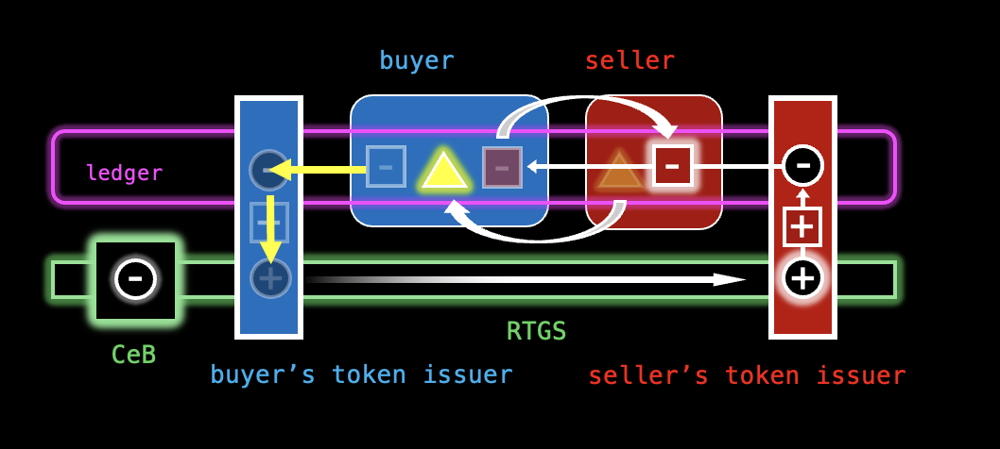 buyer
seller
ledger
-
-
-
-
-
+
+
-
+
+
CeB
RTGS
buyer’s token issuer
seller’s token issuer